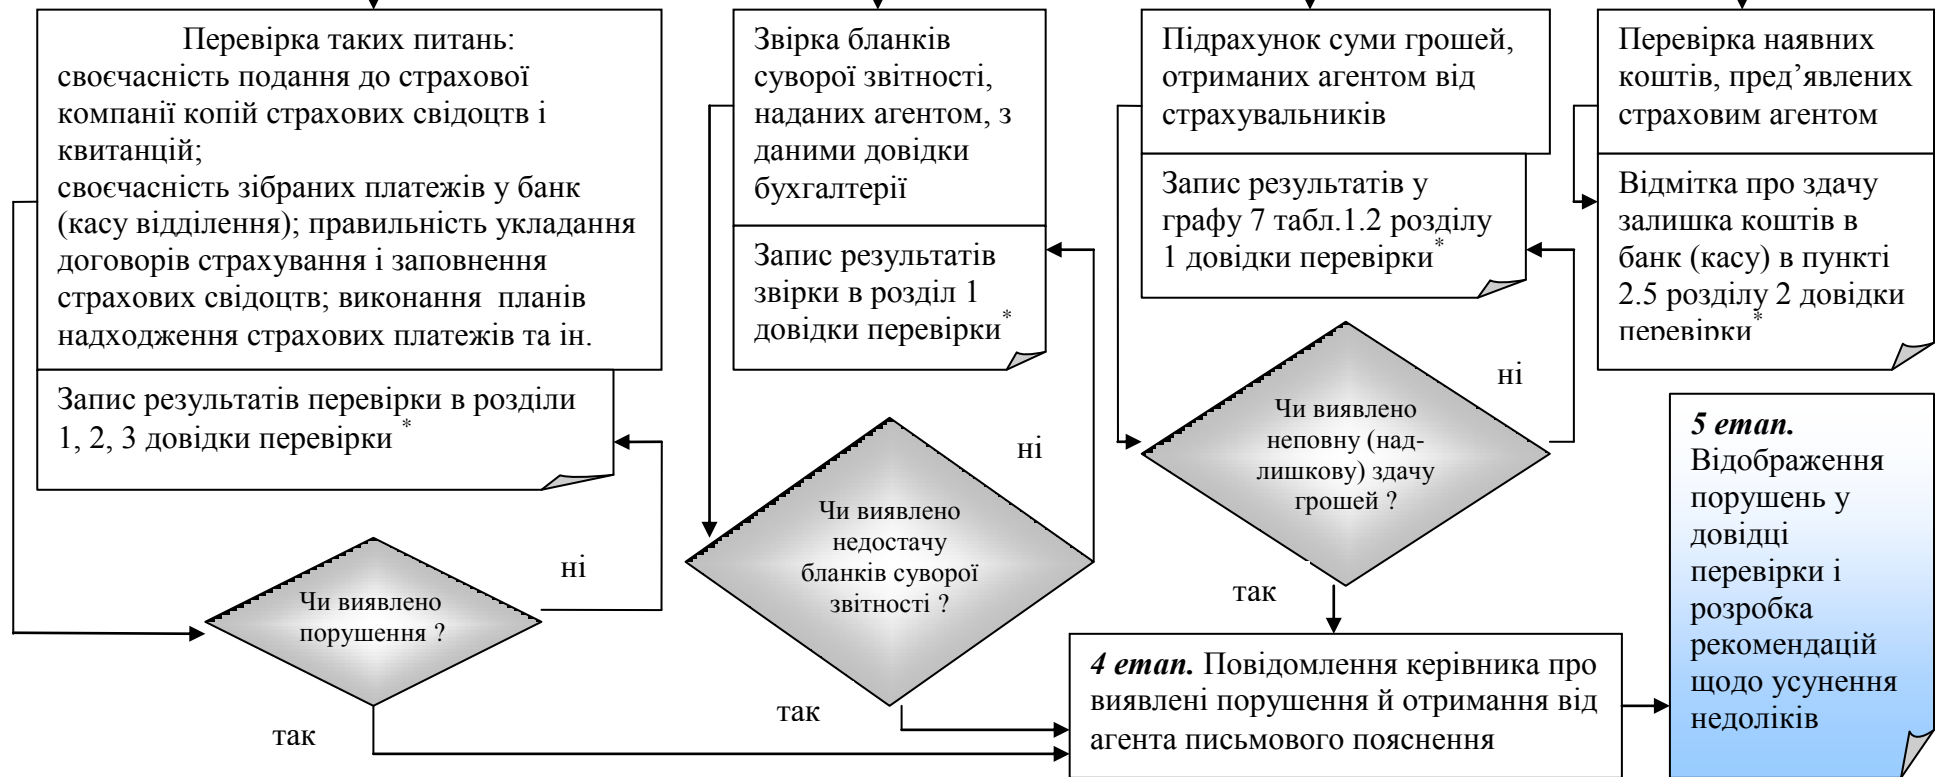 Перевірка таких питань:
своєчасність подання до страхової
компанії копій страхових свідоцтв і
квитанцій;
своєчасність зібраних платежів у банк
(касу відділення); правильність укладання
договорів страхування і заповнення
страхових свідоцтв; виконання планів
надходження страхових платежів та ін.
Запис результатів перевірки в розділи
1, 2, 3 довідки перевірки *
ні
Чи виявлено
порушення ?
так
Звірка бланків
суворої звітності,
наданих агентом, з
даними довідки
бухгалтерії
Запис результатів
звірки в розділ 1
довідки перевірки*
ні
Чи виявлено
недостачу
бланків суворої
звітності ?
так
Підрахунок суми грошей,
отриманих агентом від
страхувальників
Запис результатів у
графу 7 табл.1.2 розділу
1 довідки перевірки*
ні
Чи виявлено
неповну (над-
лишкову) здачу
грошей ?
так
Перевірка наявних
коштів, пред’явлених
страховим агентом
Відмітка про здачу
залишка коштів в
банк (касу) в пункті
2.5 розділу 2 довідки
перевірки*
4 етап. Повідомлення керівника про
виявлені порушення й отримання від
агента письмового пояснення
5 етап.
Відображення
порушень у
довідці
перевірки і
розробка
рекомендацій
щодо усунення
недоліків